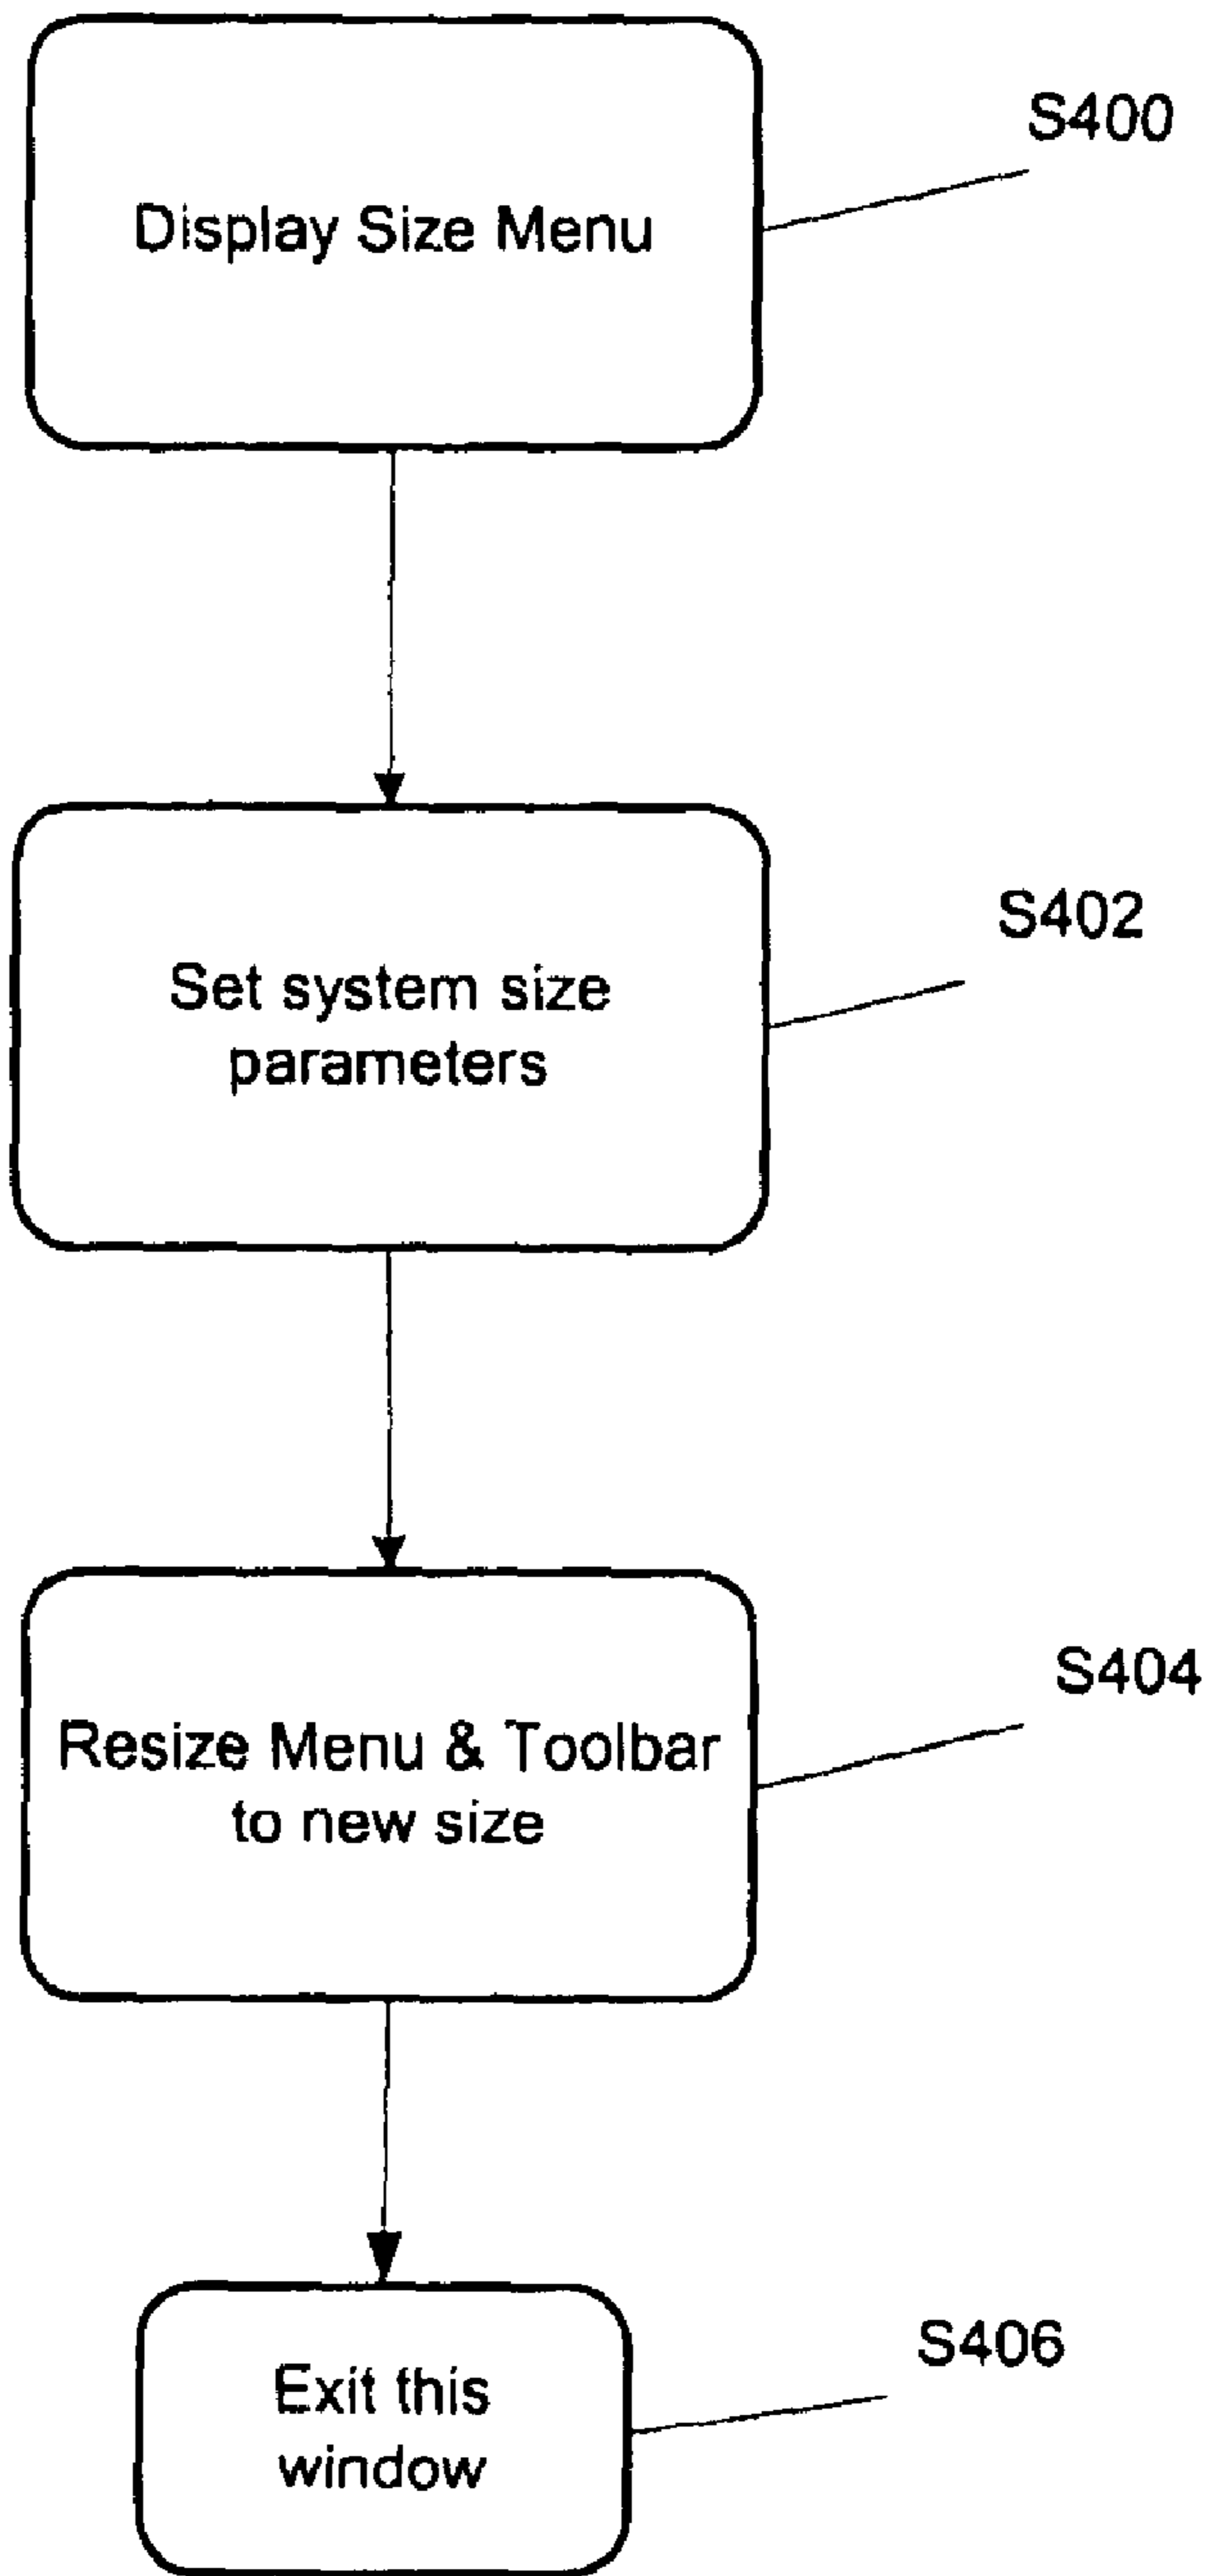 Display Size Menu
S400
Set system size
parameters
S402
Resize Menu & Toolbar
to new size
S404
Exit this
window
S406